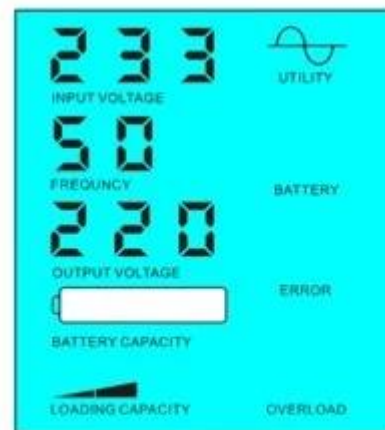 233
UTILITY
INPUT VOLTAGE
50
FREQUNCY
BATTERY
220
OUTPUT VOLTAGE
ERROR
BATTERY CAPACITY
LOADING CAPACITY
OVERLOAD